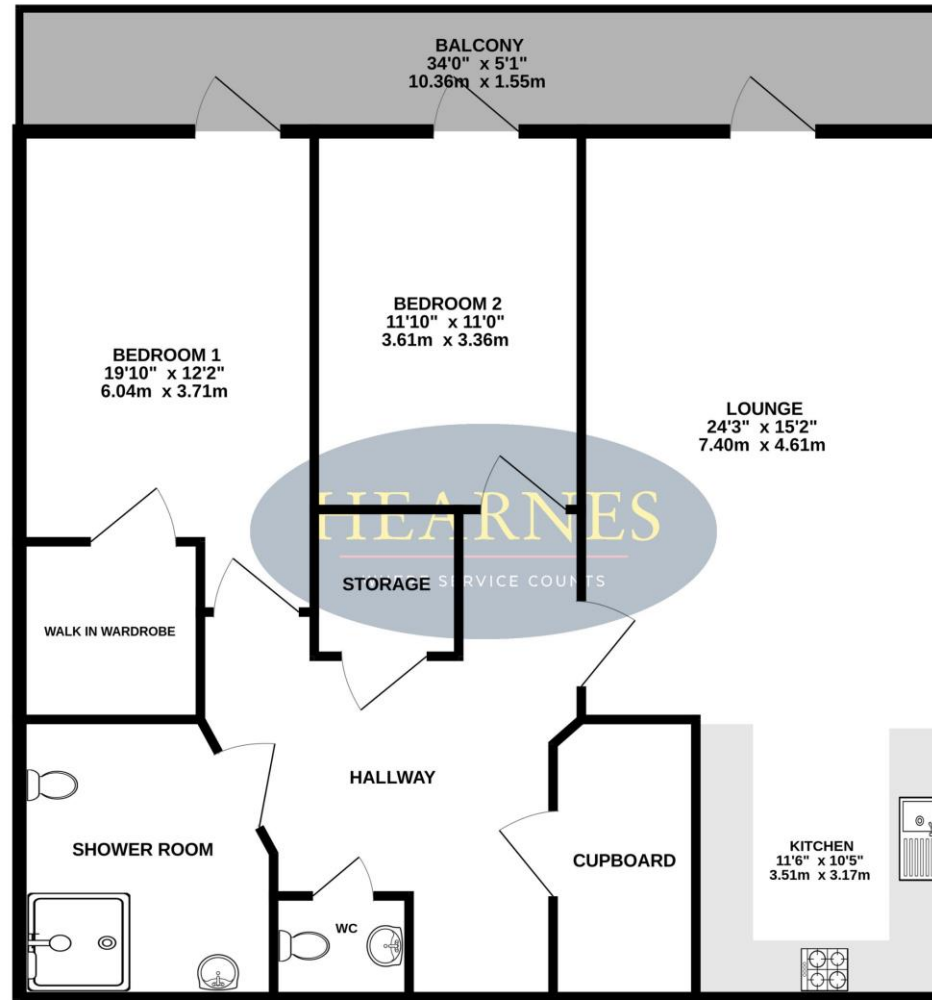 BALCONY
34'0" x 5'1"
10.36m x 1.55m
BEDROOM 1
19'10" x 12'2"
6.04m x 3.71m
BEDROOM 2
11'10" x 11'0"
3.61m x 3.36m
LOUNGE
24'3" x 15'2"
7.40m x 4.61m
HEARNES
SERVICE COUNTS
STORAGE
WALK IN WARDROBE
HALLWAY
SHOWER ROOM
CUPBOARD
KITCHEN
11'6" x 10'5"
3.51m x 3.17m
WC